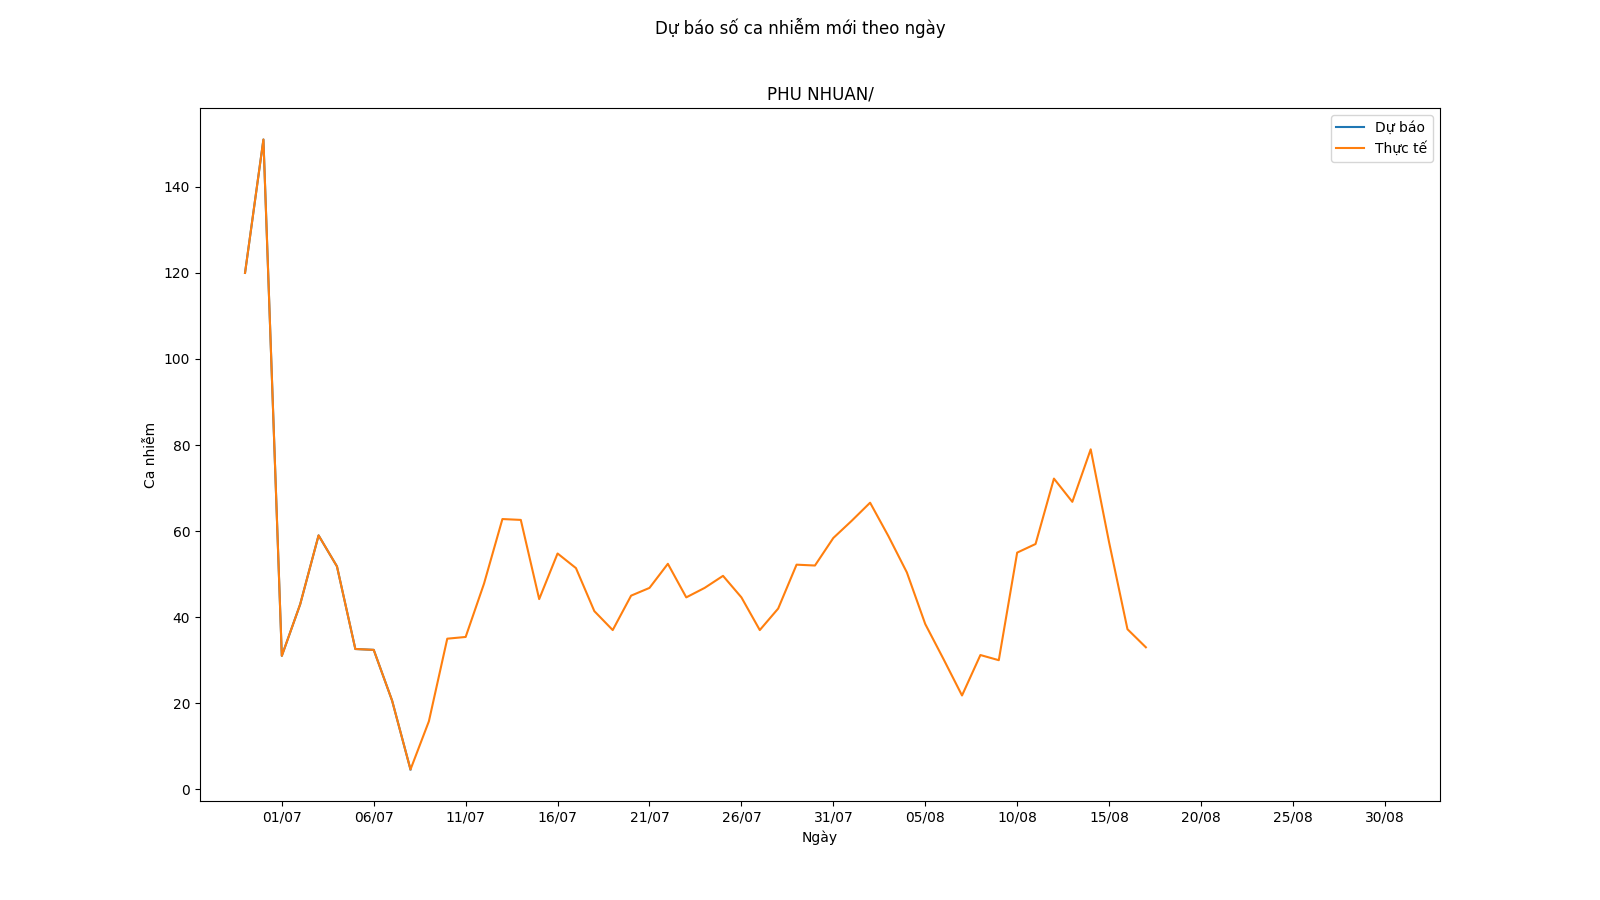 Dự báo số ca nhiễm mới theo ngày
PHU NHUAN/
Dự báo
Thực tế
140
120
100
80
60
40
20
0
Ca nhiễm
01/07 06/07 11/07 16/07 21/07 26/07 31/07 05/08 10/08 15/08 20/08 25/08 30/08
Ngày